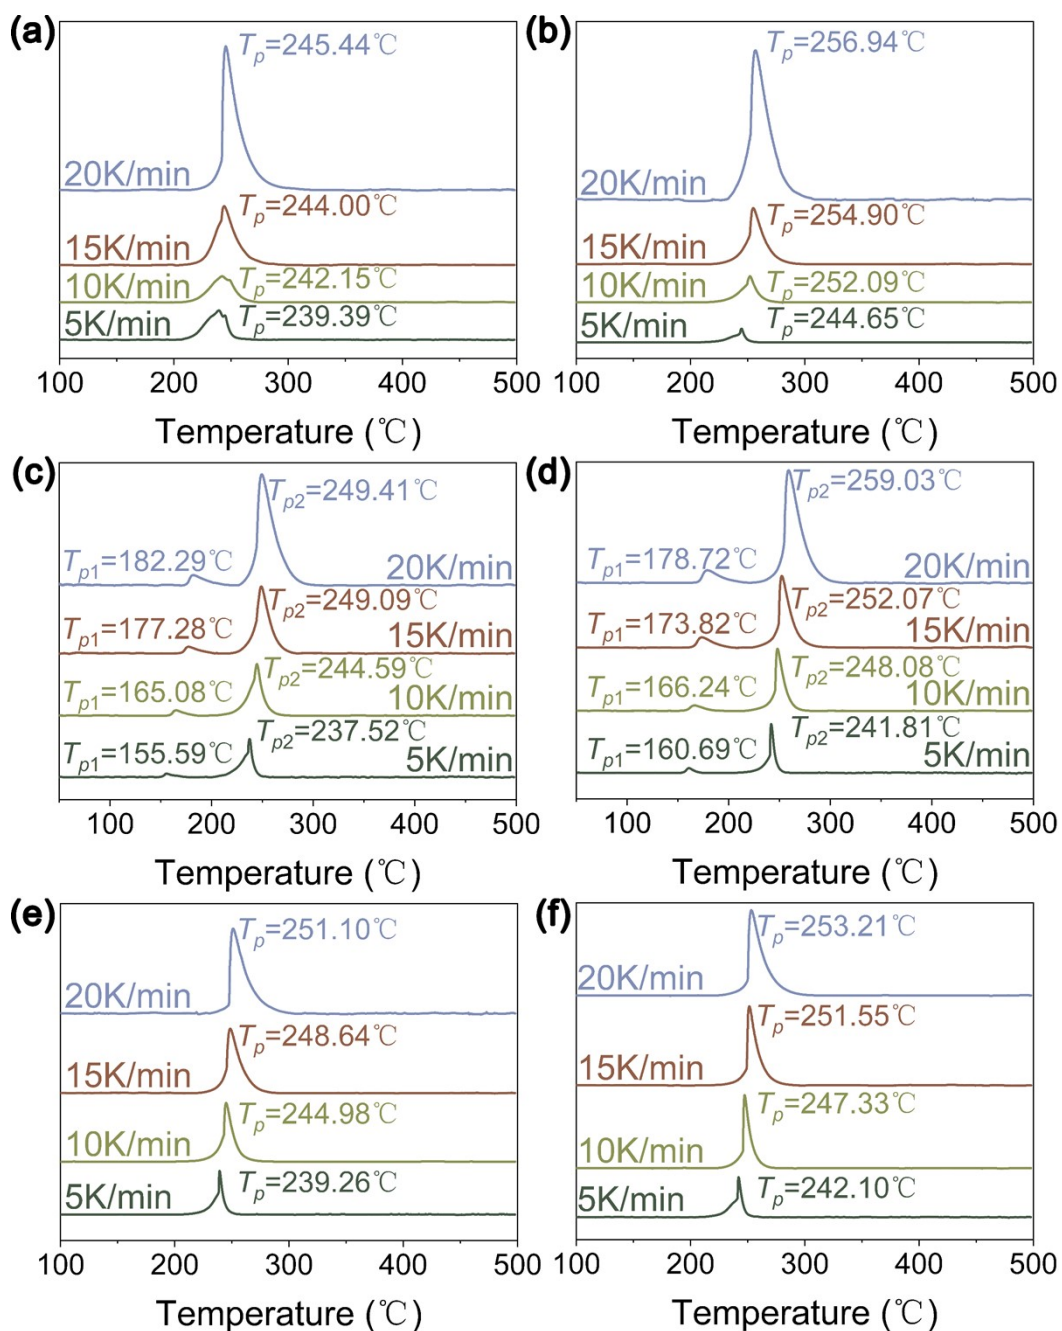 (a)
Tp=245.44℃
20K/min
Tp=244.00℃
15K/min
Tp=242.15℃
10K/min
Tp=239.39℃
5K/min
100 200 300 400 500
Temperature (℃)
(b)
Tp=256.94℃
20K/min
Tp=254.90℃
15K/min
Tp=252.09℃
10K/min
Tp=244.65℃
5K/min
100 200 300 400 500
Temperature (℃)
(c)
Tp2=249.41℃
Tp1=182.29℃
20K/min
Tp2=249.09℃
Tp1=177.28℃
15K/min
Tp2=244.59℃
Tp1=165.08℃
10K/min
Tp2=237.52℃
Tp1=155.59℃
5K/min
100 200 300 400 500
Temperature (℃)
(d)
Tp2=259.03℃
Tp1=178.72℃
20K/min
Tp2=252.07℃
Tp1=173.82℃
15K/min
Tp2=248.08℃
Tp1=166.24℃
10K/min
Tp2=241.81℃
Tp1=160.69℃
5K/min
100 200 300 400 500
Temperature (℃)
(e)
Tp=251.10℃
20K/min
Tp=248.64℃
15K/min
Tp=244.98℃
10K/min
Tp=239.26℃
5K/min
100 200 300 400 500
Temperature (℃)
(f)
Tp=253.21℃
20K/min
Tp=251.55℃
15K/min
Tp=247.33℃
10K/min
Tp=242.10℃
5K/min
100 200 300 400 500
Temperature (℃)